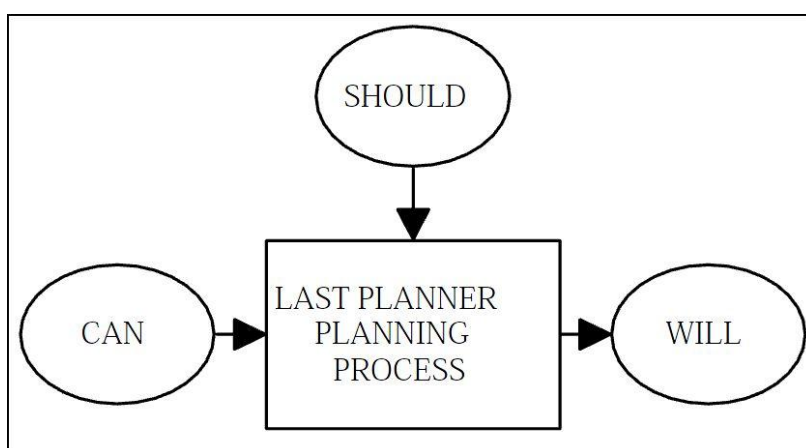 SHOULD
CAN
LAST PLANNER
PLANNING
PROCESS
WILL